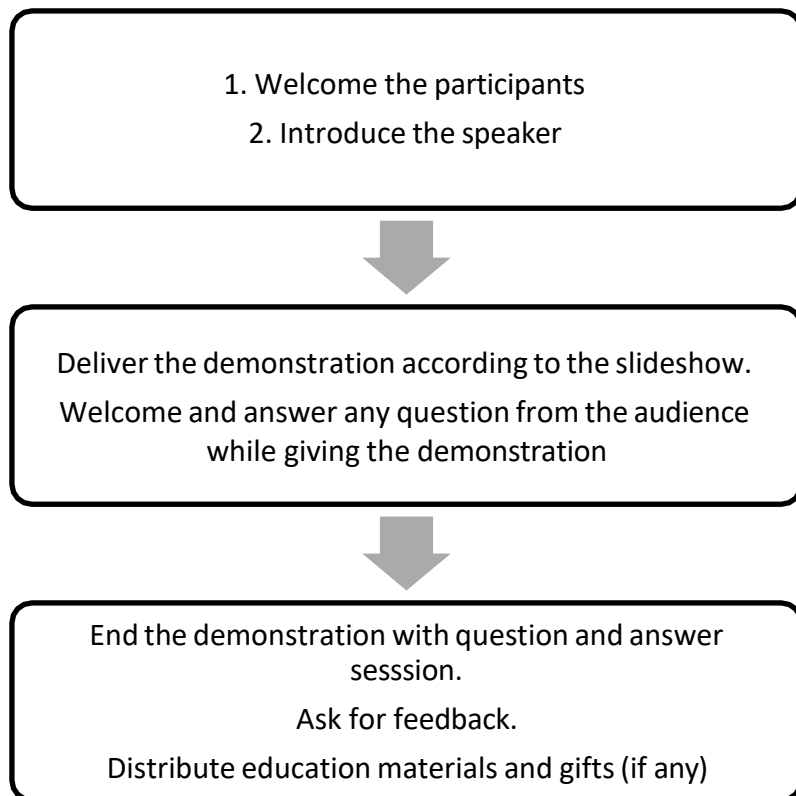 1. Welcome the participants
2. Introduce the speaker
Deliver the demonstration according to the slideshow.
Welcome and answer any question from the audience
while giving the demonstration
End the demonstration with question and answer
sesssion.
Ask for feedback.
Distribute education materials and gifts (if any)